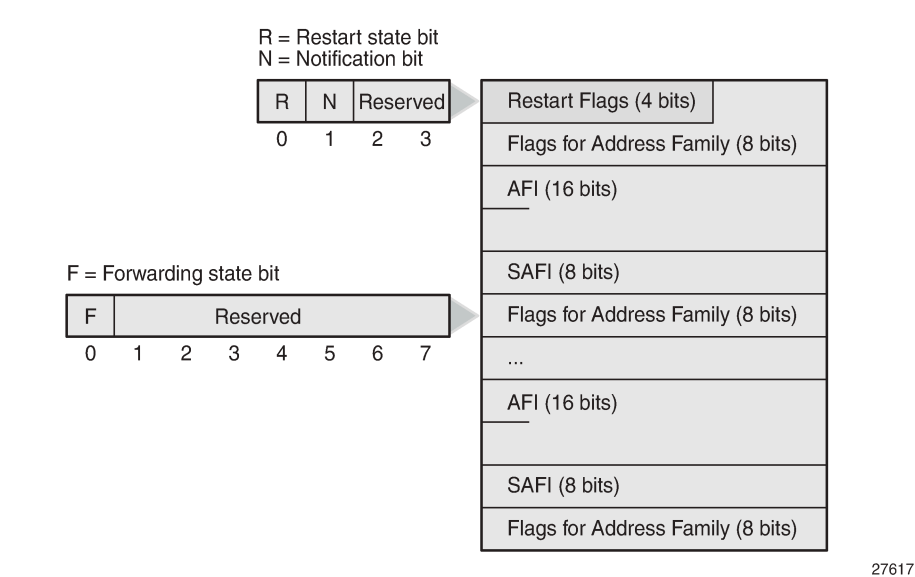 R = Restart state bit
N = Notification bit
R N Reserved
0 1 2 3
Restart Flags (4 bits)
Flags for Address Family (8 bits)
AFI (16 bits)
SAFI (8 bits)
F = Forwarding state bit
F Reserved
0 1 2 3 4 5 6 7
Flags for Address Family (8 bits)
...
AFI (16 bits)
SAFI (8 bits)
Flags for Address Family (8 bits)
27617